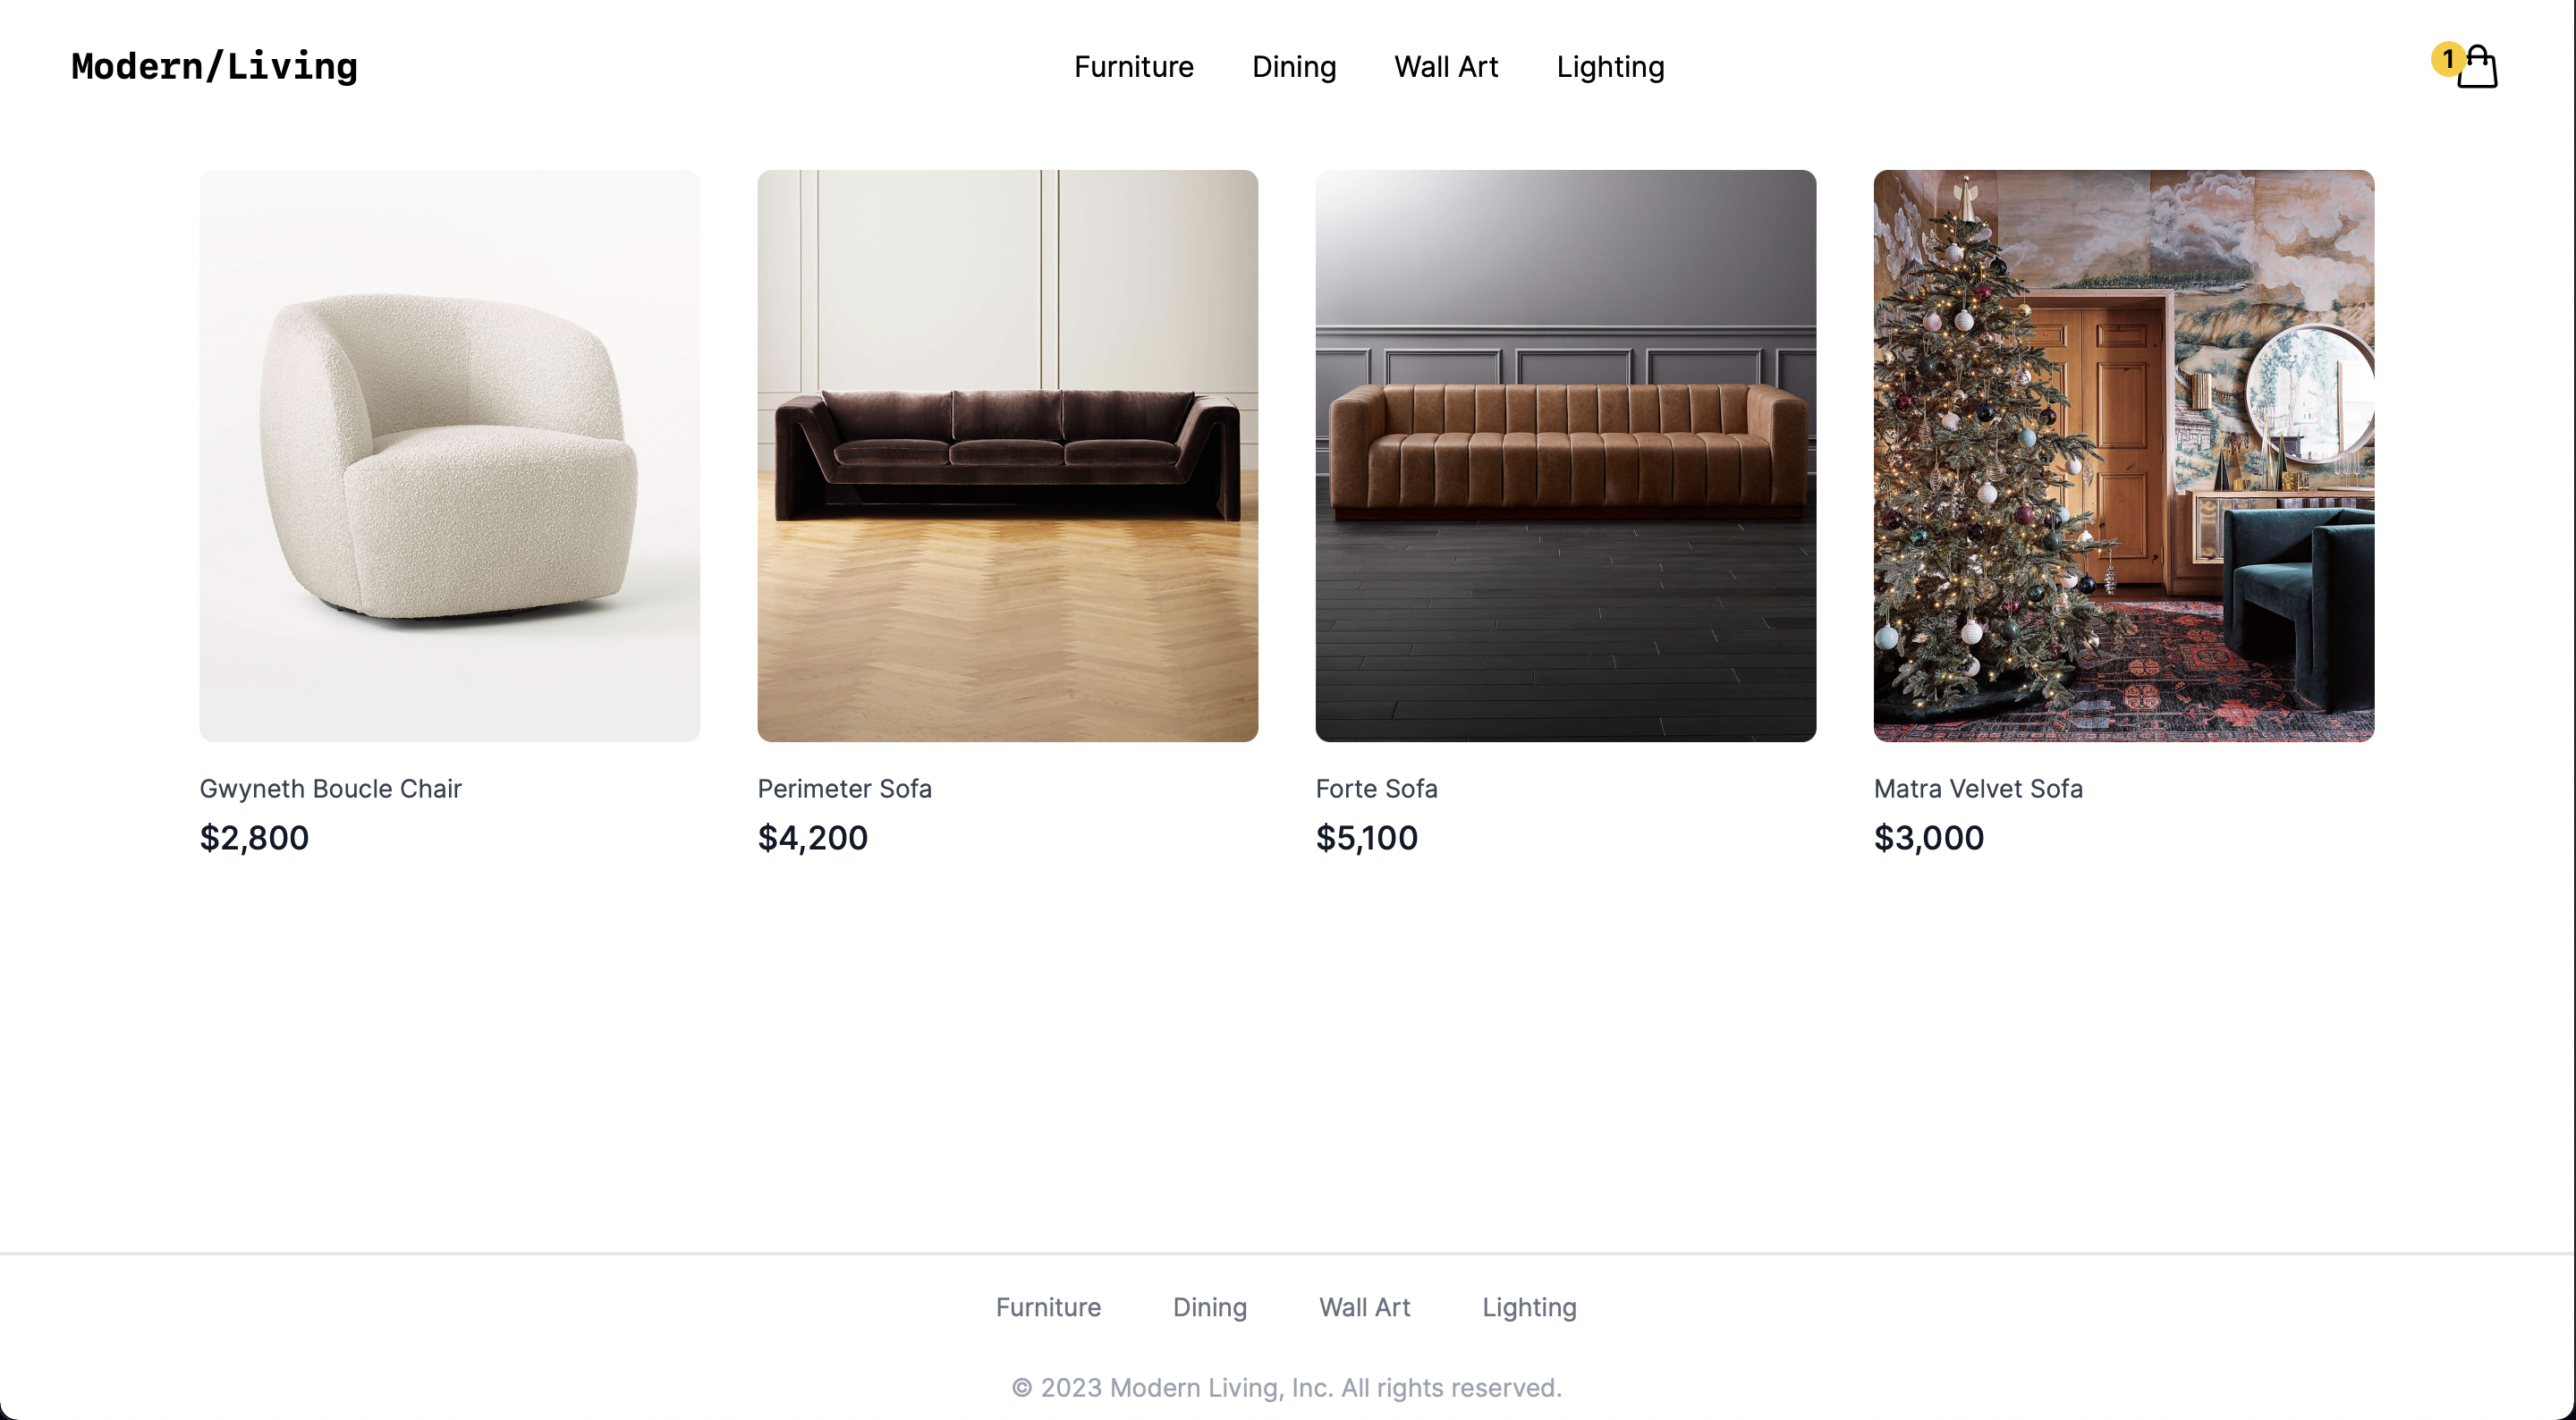 Modern/Living
Furniture Dining Wall Art Lighting
1
Gwyneth Boucle Chair
$2,800
Perimeter Sofa
$4,200
Forte Sofa
$5,100
Matra Velvet Sofa
$3,000
Furniture Dining Wall Art Lighting
© 2023 Modern Living, Inc. All rights reserved.